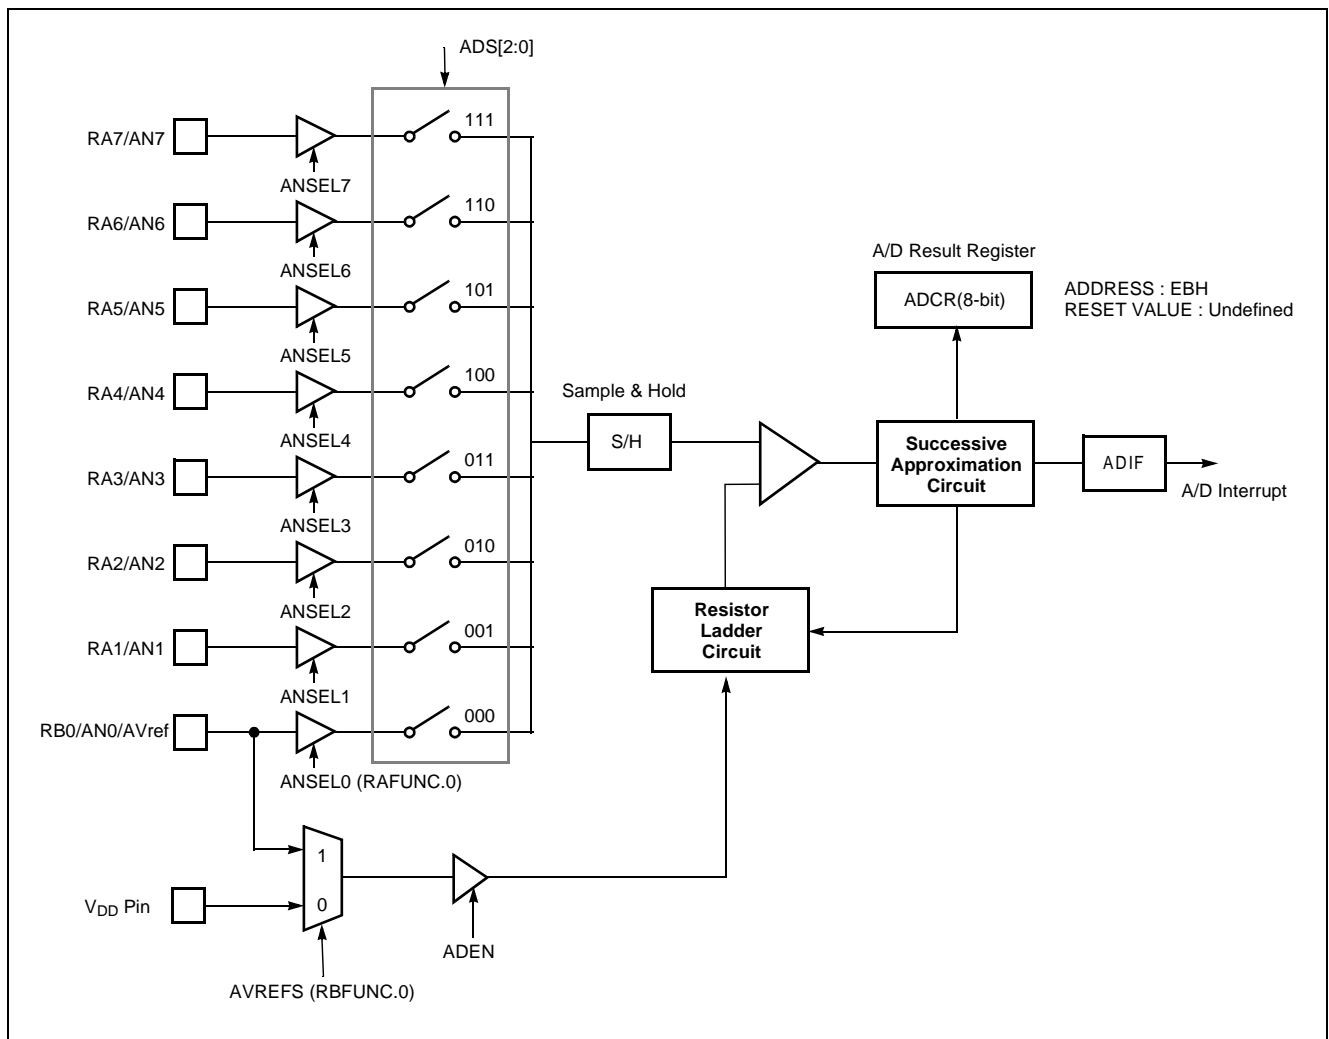 ADS[2:0]
RA7/AN7
111
ANSEL7
RA6/AN6
110
ANSEL6
RA5/AN5
101
ANSEL5
RA4/AN4
100
ANSEL4
RA3/AN3
011
ANSEL3
RA2/AN2
010
ANSEL2
RA1/AN1
001
ANSEL1
RB0/AN0/AVref
000
ANSEL0 (RAFUNC.0)
Sample & Hold
S/H
A/D Result Register
ADCR(8-bit)
ADDRESS : EBH
RESET VALUE : Undefined
Successive
Approximation
Circuit
ADIF
A/D Interrupt
Resistor
Ladder
Circuit
1
0
VDD Pin
ADEN
AVREFS (RBFUNC.0)